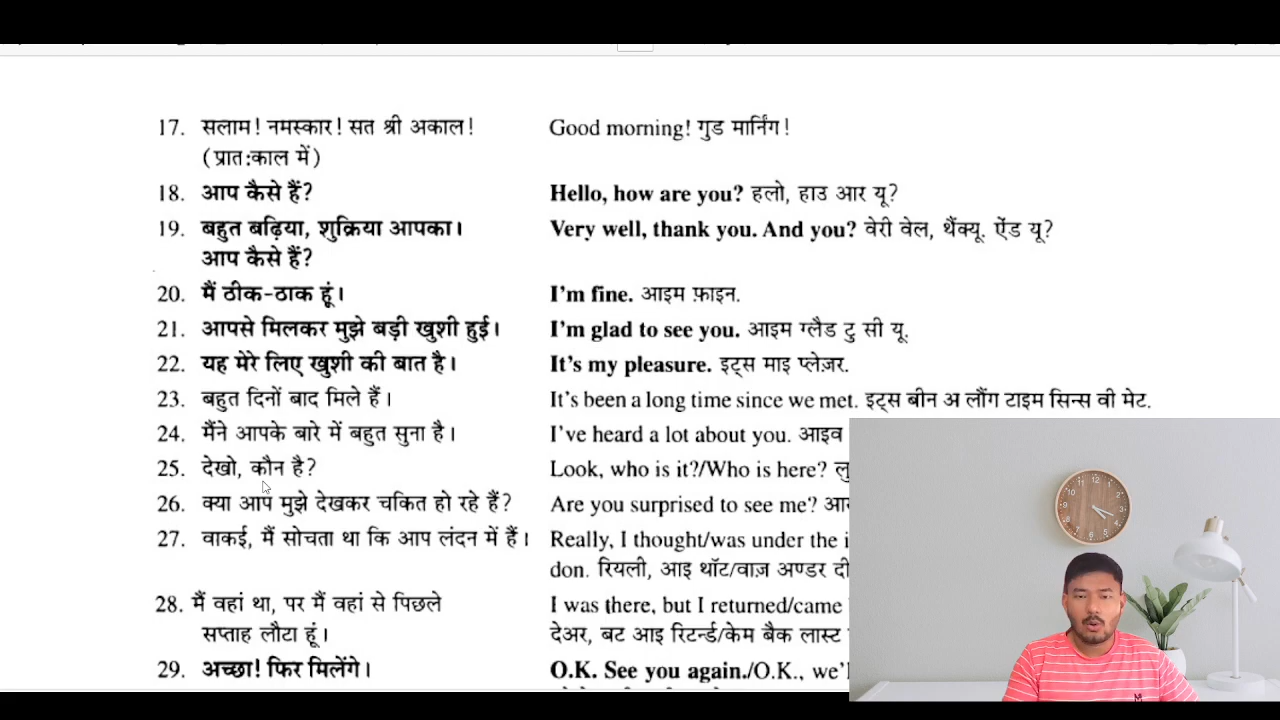 17. सलाम! नमस्कार! सत श्री अकाल! Good morning! गुड मार्निंग!
(प्रात:काल में)
18. आप कैसे हैं? Hello, how are you? हलो, हाउ आर यू?
19. बहुत बढ़िया, शुक्रिया आपका। Very well, thank you. And you? वेरी वेल, थैंक्यू. ऐंड यू?
आप कैसे हैं?
20. मैं ठीक-ठाक हूं। I'm fine. आइम फ़ाइन.
21. आपसे मिलकर मुझे बड़ी खुशी हुई। I'm glad to see you. आइम ग्लैड टु सी यू.
22. यह मेरे लिए खुशी की बात है। It's my pleasure. इट्स माइ प्लेज़र.
23. बहुत दिनों बाद मिले हैं। It's been a long time since we met. इट्स बीन अ लौंग टाइम सिन्स वी मेट.
24. मैंने आपके बारे में बहुत सुना है। I've heard a lot about you. आइव
25. देखो, कौन है? Look, who is it?/Who is here? लु
26. क्या आप मुझे देखकर चकित हो रहे हैं? Are you surprised to see me? आर
27. वाकई, मैं सोचता था कि आप लंदन में हैं। Really, I thought/was under the i
don. रियली, आइ थॉट/वाज़ अण्डर दी
28. मैं वहां था, पर मैं वहां से पिछले I was there, but I returned/came
सप्ताह लौटा हूं। देअर, बट आइ रिटर्न्ड/केम बैक लास्ट
29. अच्छा! फिर मिलेंगे। O.K. See you again./O.K., we'l